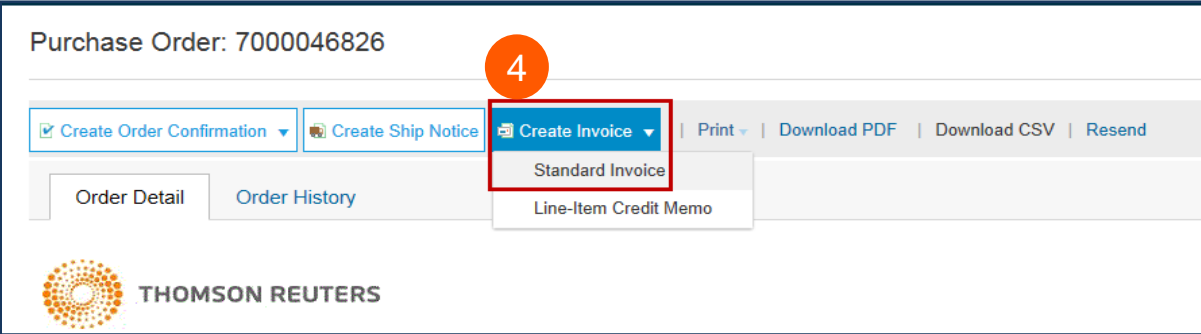 Purchase Order: 7000046826
4
Create Order Confirmation Create Ship Notice Create Invoice | Print | Download PDF | Download CSV | Resend
Standard Invoice
Order Detail Order History
Line-Item Credit Memo
THOMSON REUTERS